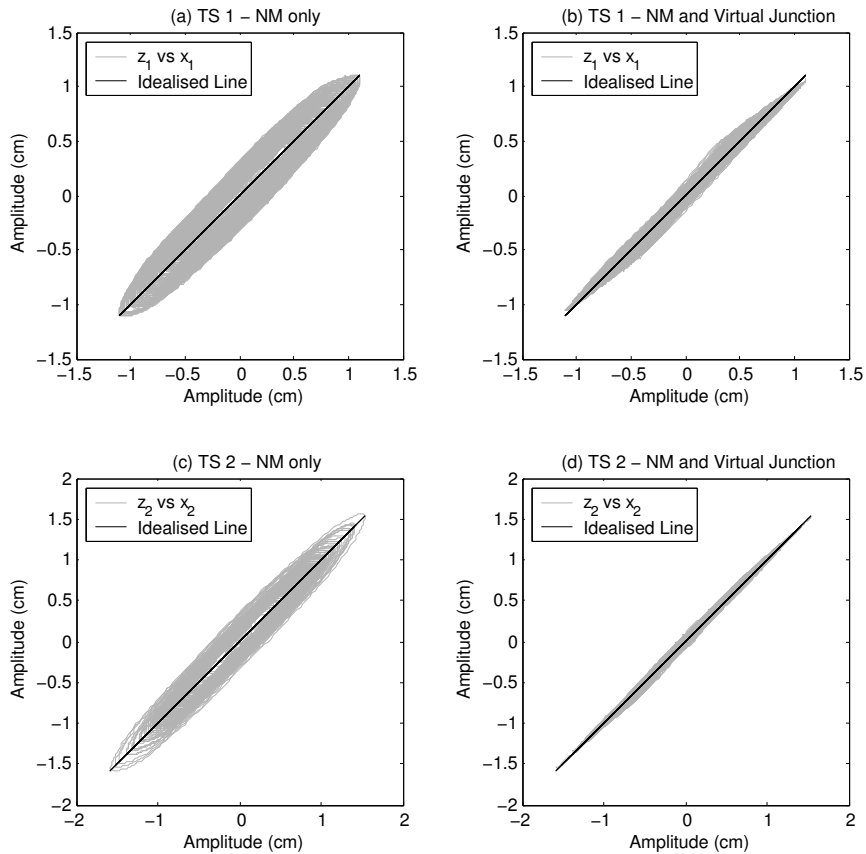 (a) TS 1 − NM only
z₁ vs x₁
Idealised Line
1.5
1
0.5
0
−0.5
−1
−1.5
Amplitude (cm)
−1.5 −1 −0.5 0 0.5 1 1.5
Amplitude (cm)
(b) TS 1 − NM and Virtual Junction
z₁ vs x₁
Idealised Line
1.5
1
0.5
0
−0.5
−1
−1.5
Amplitude (cm)
−1.5 −1 −0.5 0 0.5 1 1.5
Amplitude (cm)
(c) TS 2 − NM only
z₂ vs x₂
Idealised Line
2
1.5
1
0.5
0
−0.5
−1
−1.5
−2
Amplitude (cm)
−2 −1 0 1 2
Amplitude (cm)
(d) TS 2 − NM and Virtual Junction
z₂ vs x₂
Idealised Line
2
1.5
1
0.5
0
−0.5
−1
−1.5
−2
Amplitude (cm)
−2 −1 0 1 2
Amplitude (cm)